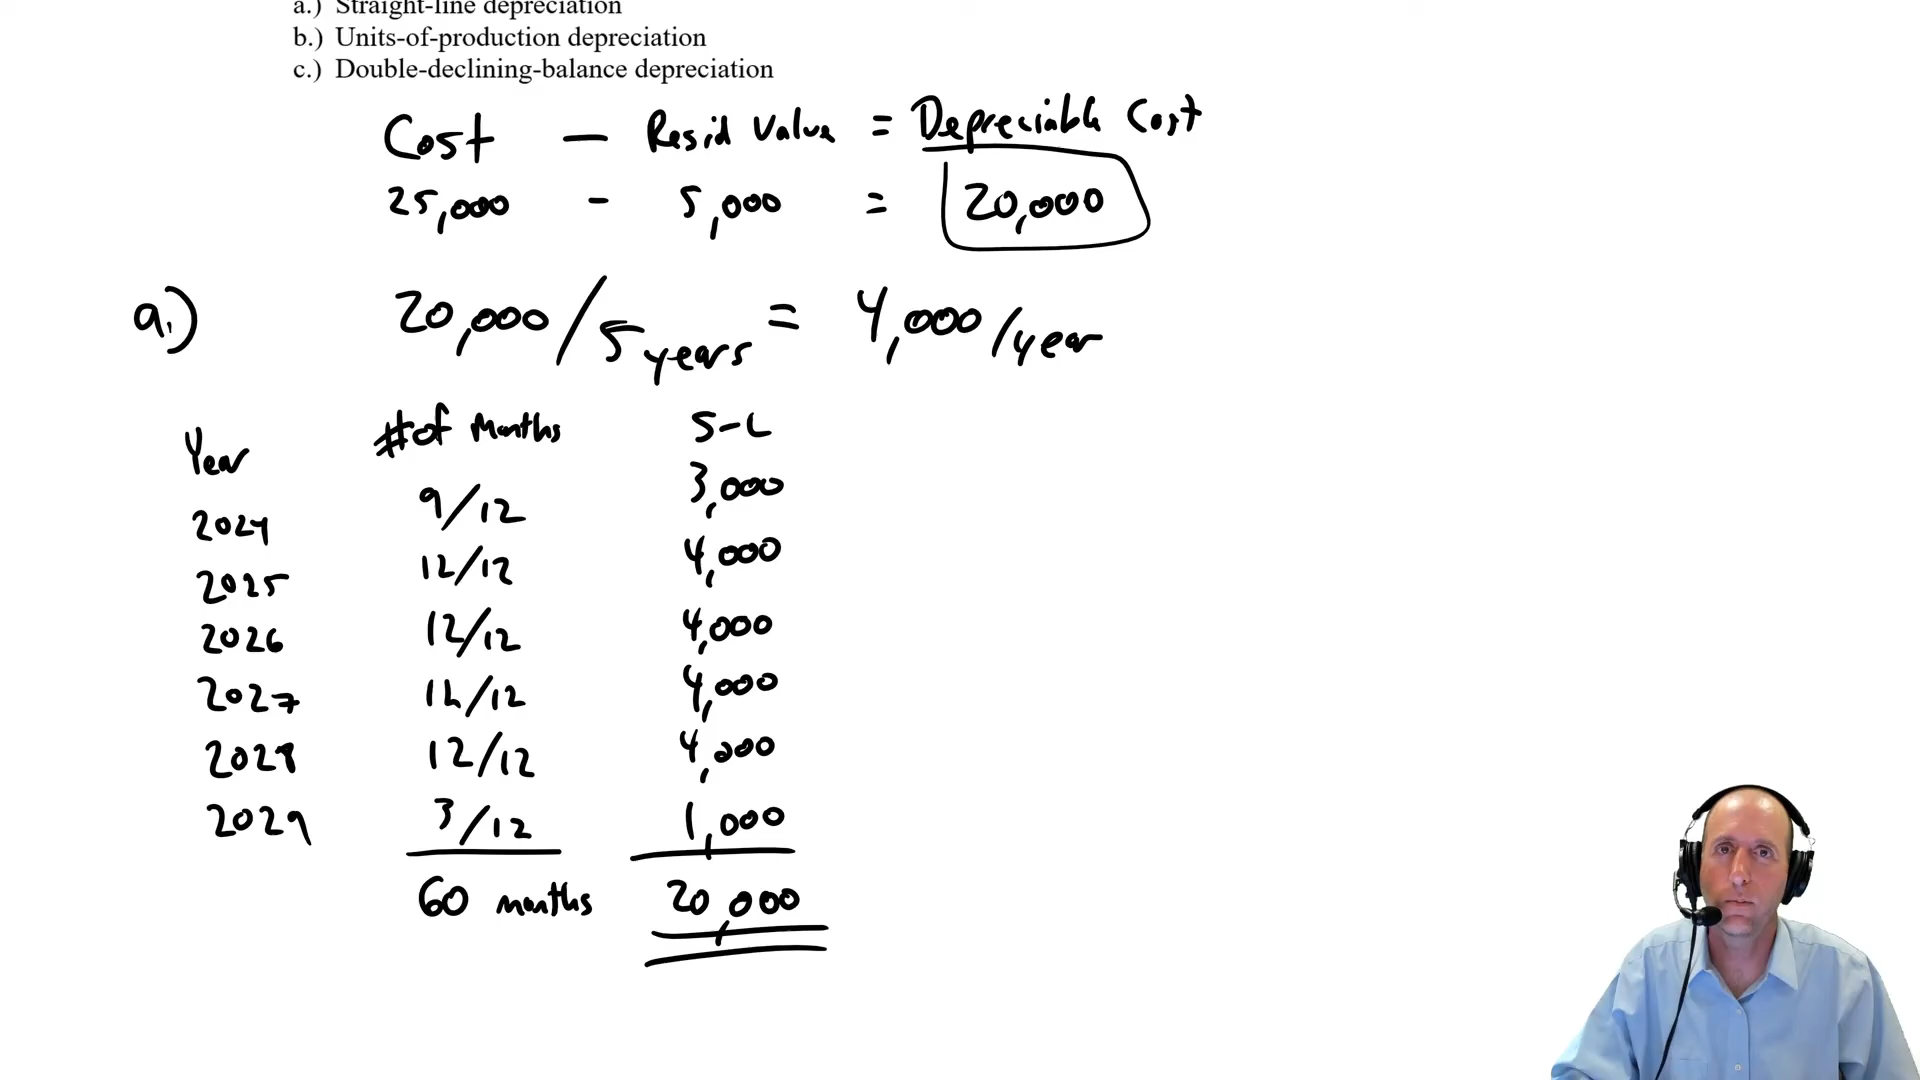 a.) Straight-line depreciation
b.) Units-of-production depreciation
c.) Double-declining-balance depreciation
Cost – Resid Value = Depreciable Cost
25,000 - 5,000 = 20,000
a.) 20,000 / 5 years = 4,000 / year
Year # of Months S-L
2024 9/12 3,000
2025 12/12 4,000
2026 12/12 4,000
2027 12/12 4,000
2028 12/12 4,000
2029 3/12 1,000
60 months 20,000